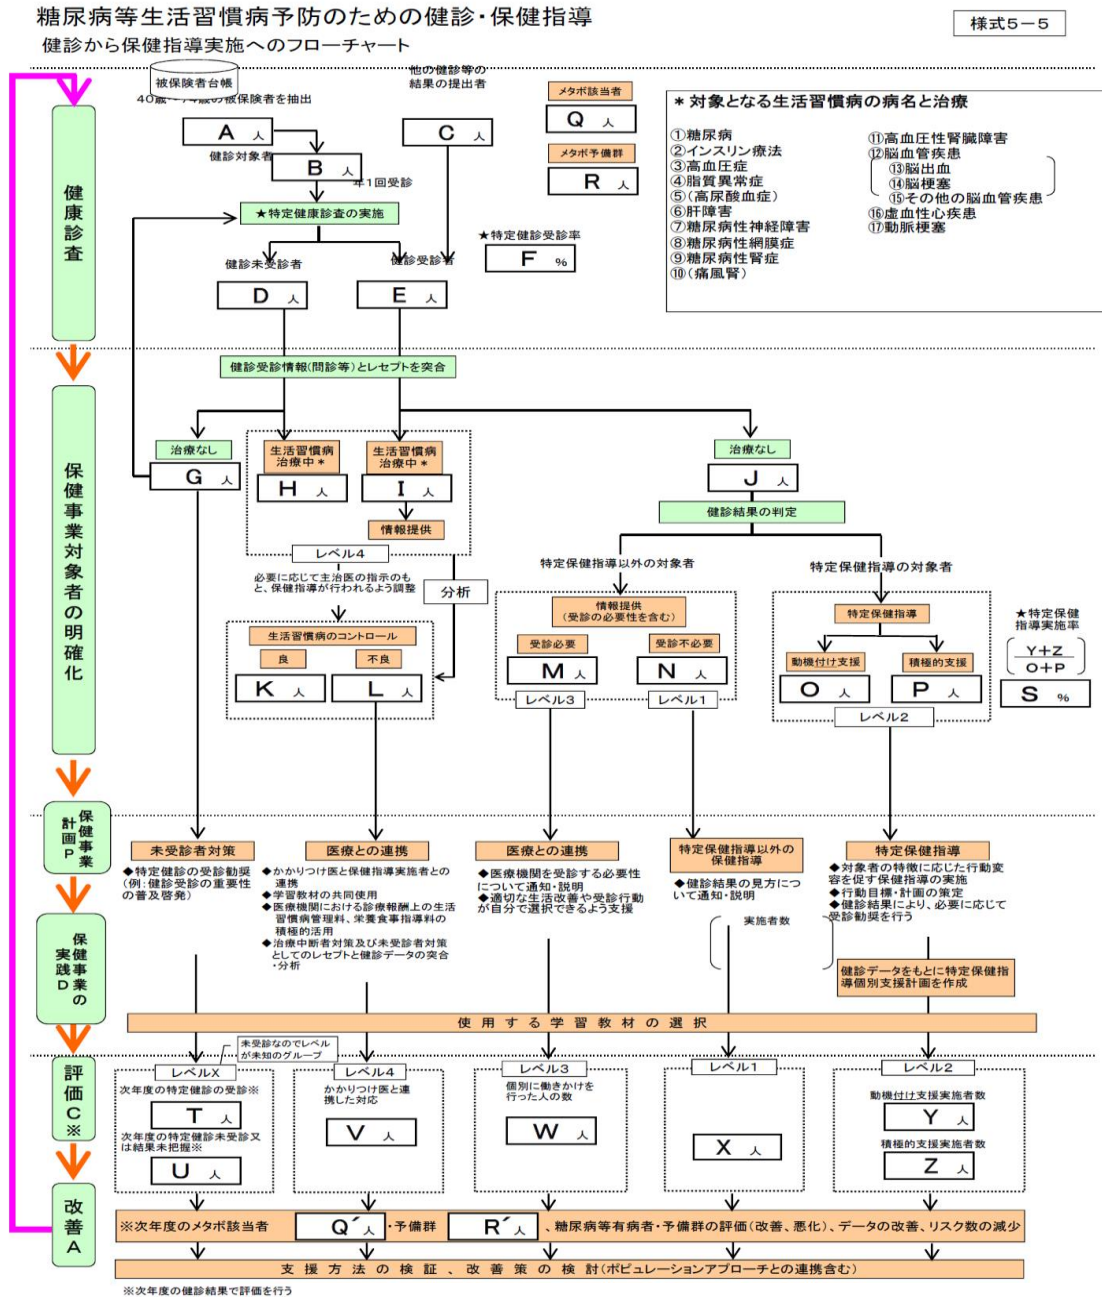 糖尿病等生活習慣病予防のための健診・保健指導
様式5－5
健診から保健指導実施へのフローチャート
被保険者台帳
40歳～74歳の被保険者を抽出
A 人
健診対象者
B 人
年1回受診
他の健診等の
結果の提出者
C 人
メタボ該当者
Q 人
メタボ予備群
R 人
＊対象となる生活習慣病の病名と治療
①糖尿病
②インスリン療法
③高血圧症
④脂質異常症
⑤(高尿酸血症)
⑥肝障害
⑦糖尿病性神経障害
⑧糖尿病性網膜症
⑨糖尿病性腎症
⑩(痛風腎)
⑪高血圧性腎臓障害
⑫脳血管疾患
⑬脳出血
⑭脳梗塞
⑮その他の脳血管疾患
⑯虚血性心疾患
⑰動脈梗塞
健康診査
★特定健康診査の実施
★特定健診受診率
F %
健診未受診者
D 人
健診受診者
E 人
健診受診情報(問診等)とレセプトを突合
保健事業対象者の明確化
治療なし
G 人
生活習慣病
治療中＊
H 人
生活習慣病
治療中＊
I 人
情報提供
レベル4
必要に応じて主治医の指示のも
と、保健指導が行われるよう調整
分析
生活習慣病のコントロール
良
K 人
不良
L 人
治療なし
J 人
健診結果の判定
特定保健指導以外の対象者
情報提供
(受診の必要性を含む)
受診必要
M 人
受診不必要
N 人
レベル3
レベル1
特定保健指導の対象者
特定保健指導
動機付け支援
O 人
積極的支援
P 人
レベル2
★特定保健
指導実施率
Y+Z
O+P
S %
保健事業
計画P
未受診者対策
◆特定健診の受診勧奨
(例：健診受診の重要性
の普及啓発)
医療との連携
◆かかりつけ医と保健指導実施者との
連携
◆学習教材の共同使用
◆医療機関における診療報酬上の生活
習慣病管理料、栄養食事指導料の
積極的活用
◆治療中断者対策及び未受診者対策
としてのレセプトと健診データの突合
・分析
医療との連携
◆医療機関を受診する必要性
について通知・説明
◆適切な生活改善や受診行動
が自分で選択できるよう支援
特定保健指導以外の
保健指導
◆健診結果の見方につ
いて通知・説明
実施者数
特定保健指導
◆対象者の特徴に応じた行動変
容を促す保健指導の実施
◆行動目標・計画の策定
◆健診結果により、必要に応じて
受診勧奨を行う
健診データをもとに特定保健指
導個別支援計画を作成
保健事業の
実践D
使用する学習教材の選択
評価C※
未受診なのでレベル
が未知のグループ
レベルX
次年度の特定健診の受診※
T 人
次年度の特定健診未受診又
は結果未把握※
U 人
レベル4
かかりつけ医と連
携した対応
V 人
レベル3
個別に働きかけを
行った人の数
W 人
レベル1
X 人
レベル2
動機付け支援実施者数
Y 人
積極的支援実施者数
Z 人
改善A
※次年度のメタボ該当者 Q´人 ・予備群 R´人 、糖尿病等有病者・予備群の評価(改善、悪化)、データの改善、リスク数の減少
支援方法の検証、改善策の検討(ポピュレーションアプローチとの連携含む)
※次年度の健診結果で評価を行う